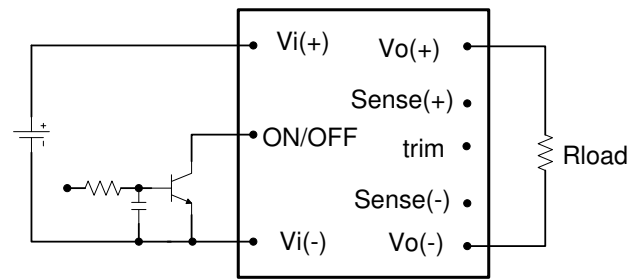 Vi(+)
Vo(+)
Sense(+)
ON/OFF
trim
Rload
Sense(-)
Vi(-)
Vo(-)
+
-